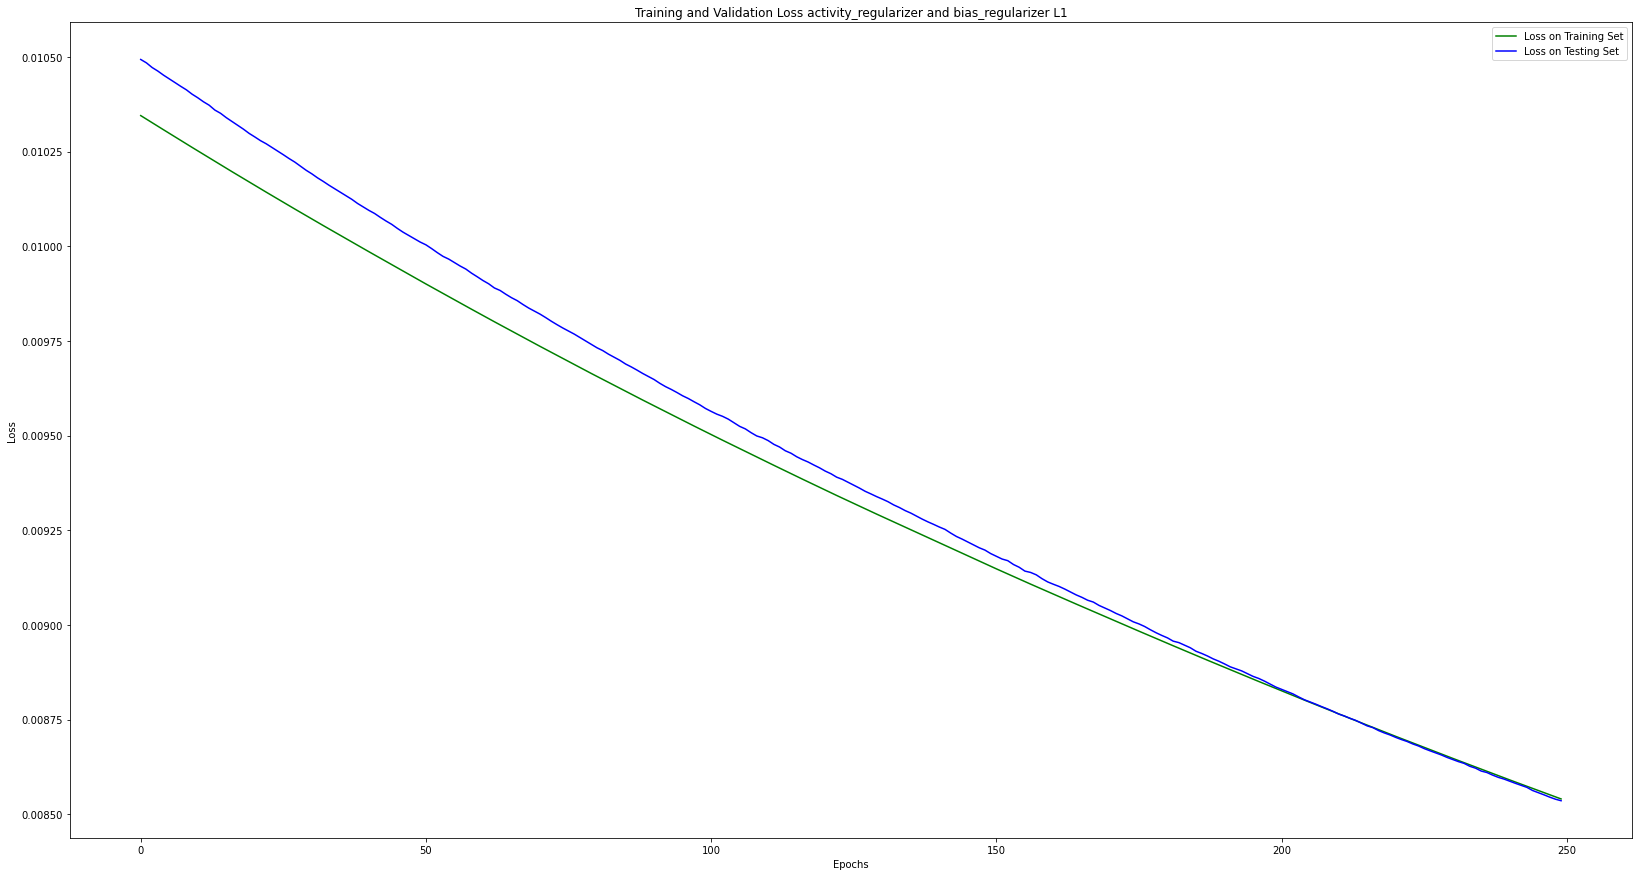 Training and Validation Loss activity_regularizer and bias_regularizer L1
Loss on Training Set
Loss on Testing Set
0.01050
0.01025
0.01000
0.00975
0.00950
0.00925
0.00900
0.00875
0.00850
Loss
0 50 100 150 200 250
Epochs